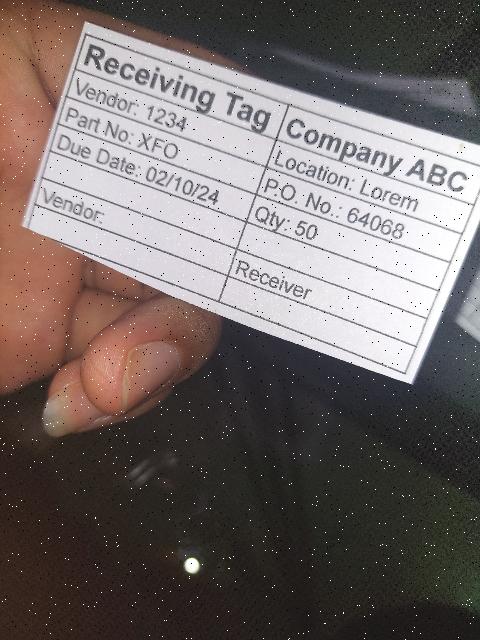 Receiving Tag
Company ABC
Vendor: 1234
Location: Lorem
Part No: XFO
P.O. No.: 64068
Due Date: 02/10/24
Qty: 50
Vendor:
Receiver